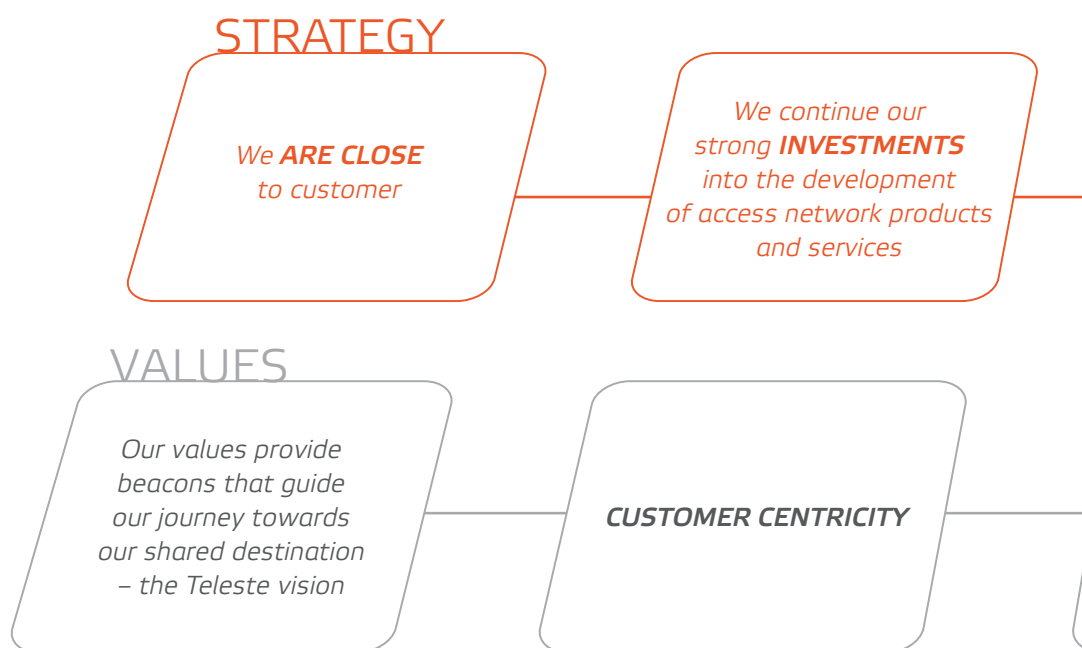 STRATEGY
We ARE CLOSE
to customer
We continue our
strong INVESTMENTS
into the development
of access network products
and services
VALUES
Our values provide
beacons that guide
our journey towards
our shared destination
– the Teleste vision
CUSTOMER CENTRICITY